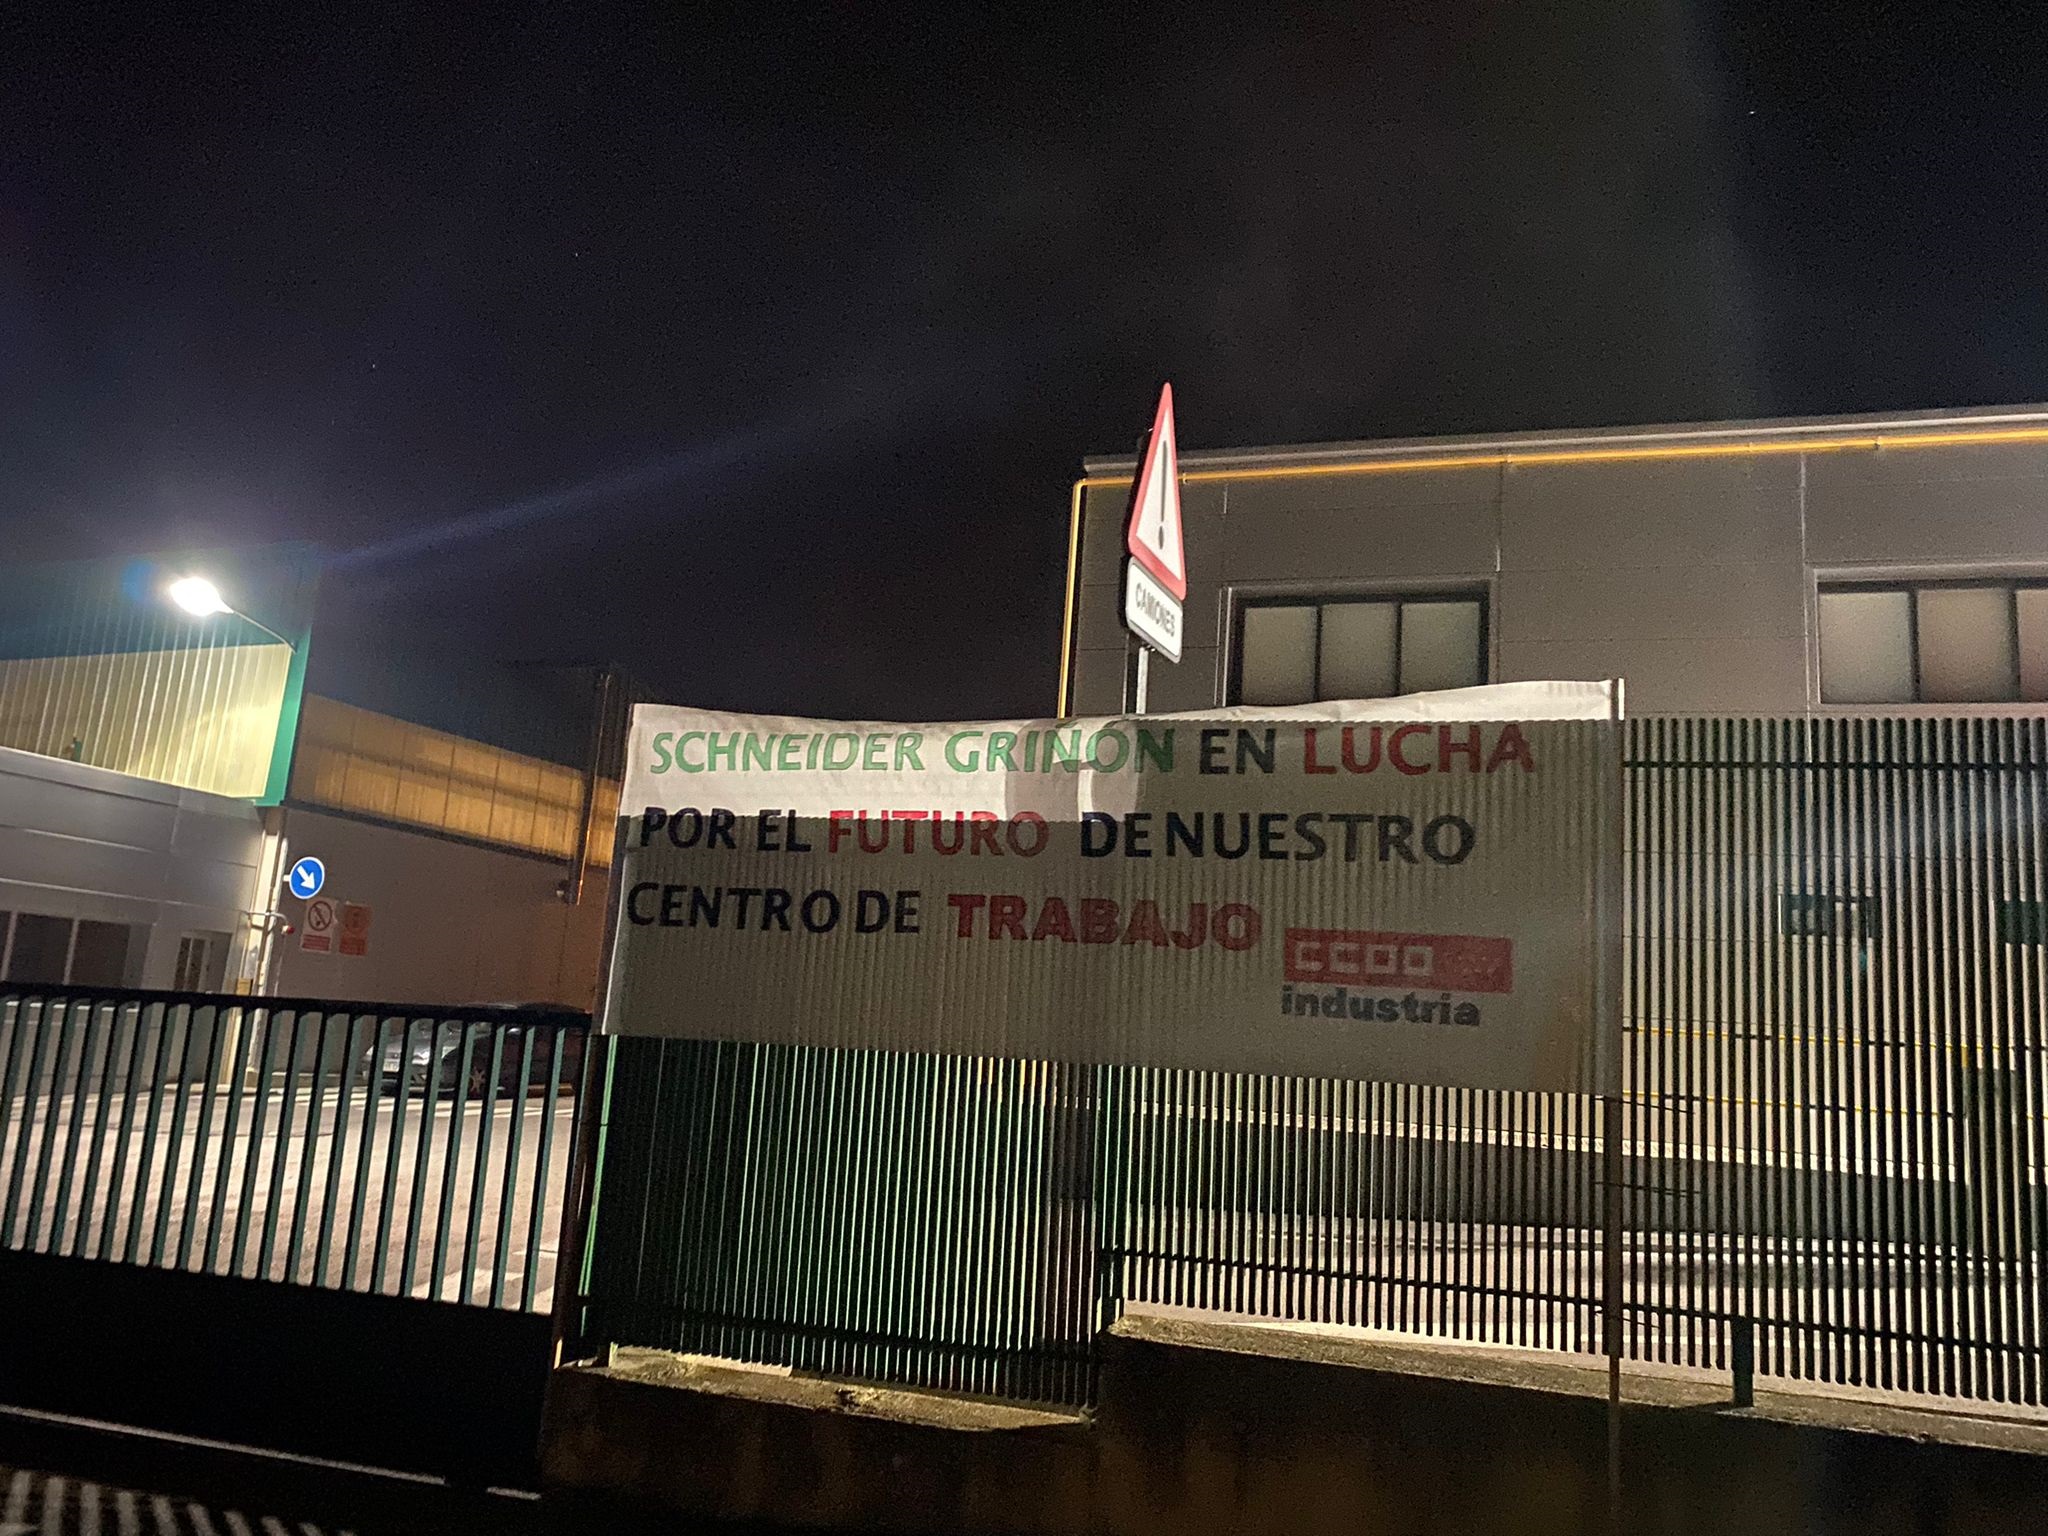 CAMIONES
SCHNEIDER GRIÑON EN LUCHA
POR EL FUTURO DE NUESTRO
CENTRO DE TRABAJO
CCOO
industria